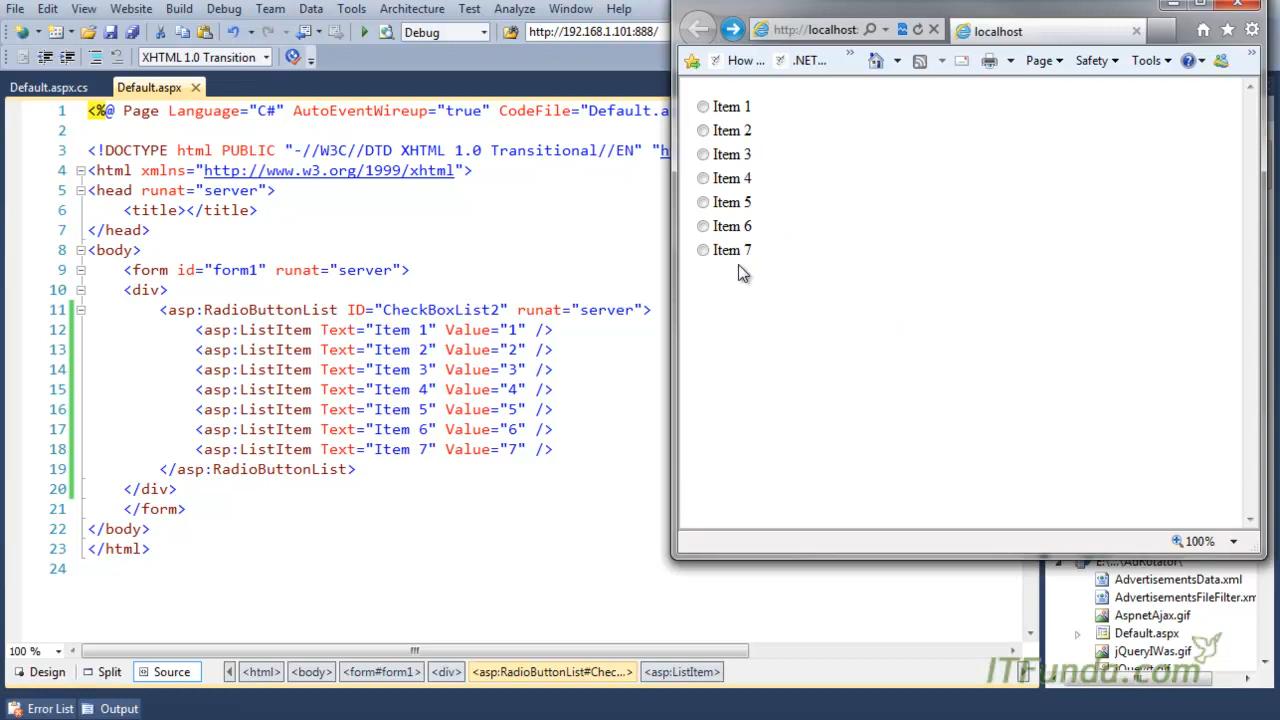 File Edit View Website Build Debug Team Data Tools Architecture Test Analyze Window Help
Debug http://192.168.1.101:888/
XHTML 1.0 Transition
Default.aspx.cs Default.aspx
1 <%@ Page Language="C#" AutoEventWireup="true" CodeFile="Default.a
2
3 <!DOCTYPE html PUBLIC "-//W3C//DTD XHTML 1.0 Transitional//EN" "h
4 <html xmlns="http://www.w3.org/1999/xhtml">
5 <head runat="server">
6 <title></title>
7 </head>
8 <body>
9 <form id="form1" runat="server">
10 <div>
11 <asp:RadioButtonList ID="CheckBoxList2" runat="server">
12 <asp:ListItem Text="Item 1" Value="1" />
13 <asp:ListItem Text="Item 2" Value="2" />
14 <asp:ListItem Text="Item 3" Value="3" />
15 <asp:ListItem Text="Item 4" Value="4" />
16 <asp:ListItem Text="Item 5" Value="5" />
17 <asp:ListItem Text="Item 6" Value="6" />
18 <asp:ListItem Text="Item 7" Value="7" />
19 </asp:RadioButtonList>
20 </div>
21 </form>
22 </body>
23 </html>
24
100 %
Design Split Source <html> <body> <form#form1> <div> <asp:RadioButtonList#Chec...> <asp:ListItem>
Error List Output
http://localhost: localhost
How ... .NET... Page Safety Tools
Item 1
Item 2
Item 3
Item 4
Item 5
Item 6
Item 7
100%
E:\...\AdRotator\
AdvertisementsData.xml
AdvertisementsFileFilter.xm
AspnetAjax.gif
Default.aspx
jQueryIWas.gif
ITFunda.com